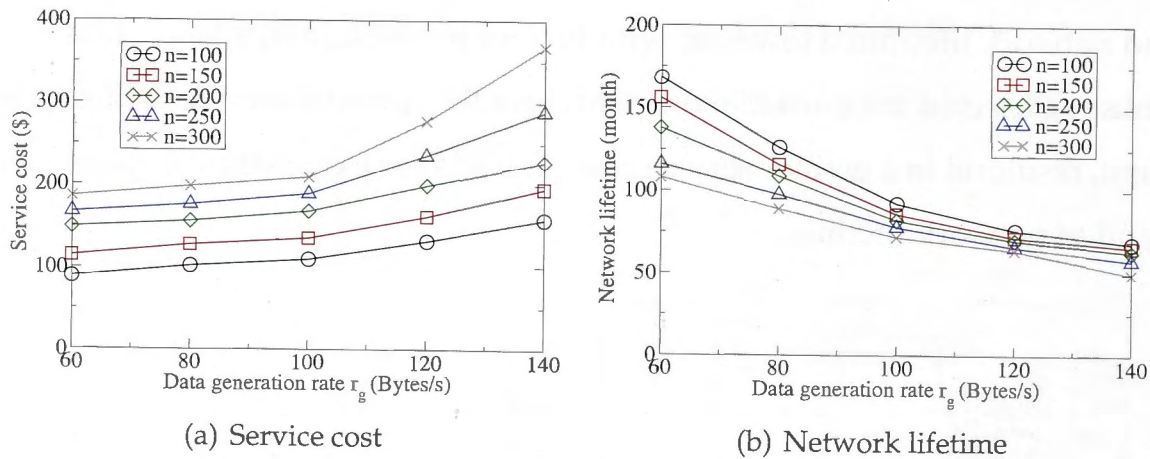 400
300
200
100
0
Service cost ($)
n=100
n=150
n=200
n=250
n=300
60
80
100
120
140
Data generation rate r_g (Bytes/s)
(a) Service cost
200
150
100
50
0
Network lifetime (month)
n=100
n=150
n=200
n=250
n=300
60
80
100
120
140
Data generation rate r_g (Bytes/s)
(b) Network lifetime